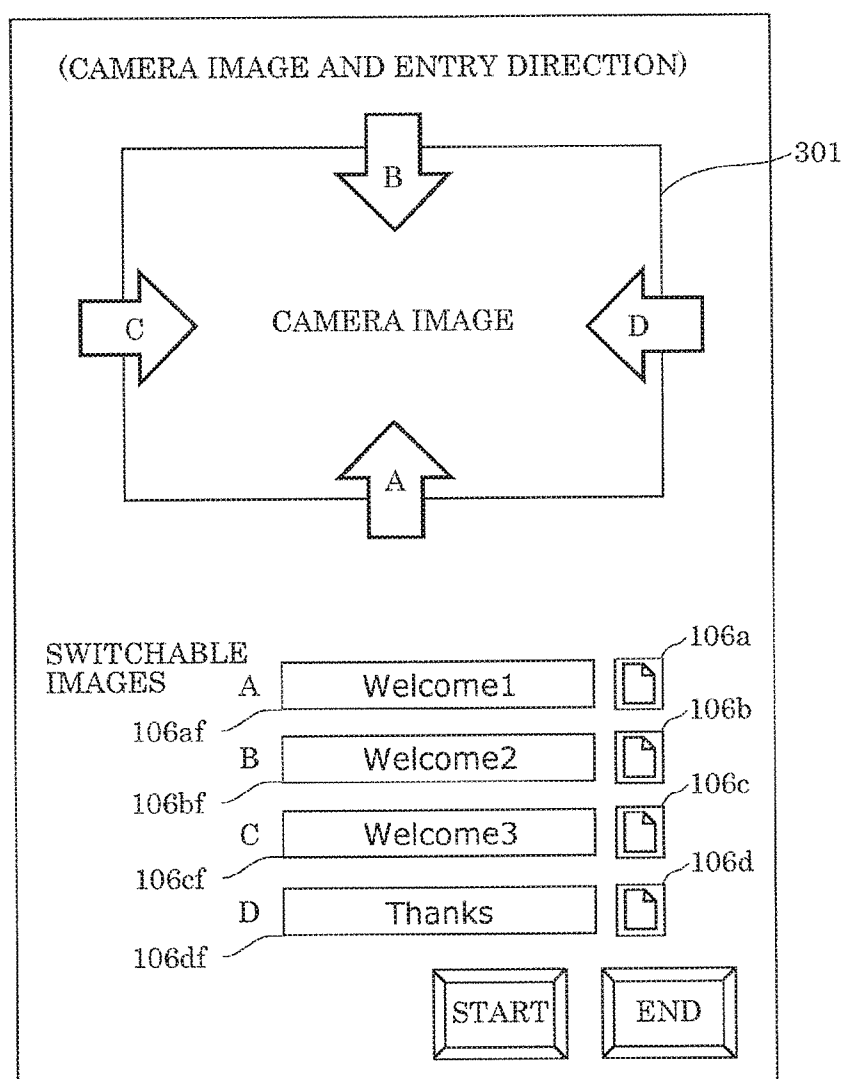 (CAMERA IMAGE AND ENTRY DIRECTION)
301
B
C
CAMERA IMAGE
D
A
SWITCHABLE
IMAGES
106a
A
Welcome1
106af
106b
B
Welcome2
106bf
106c
C
Welcome3
106cf
106d
D
Thanks
106df
START
END